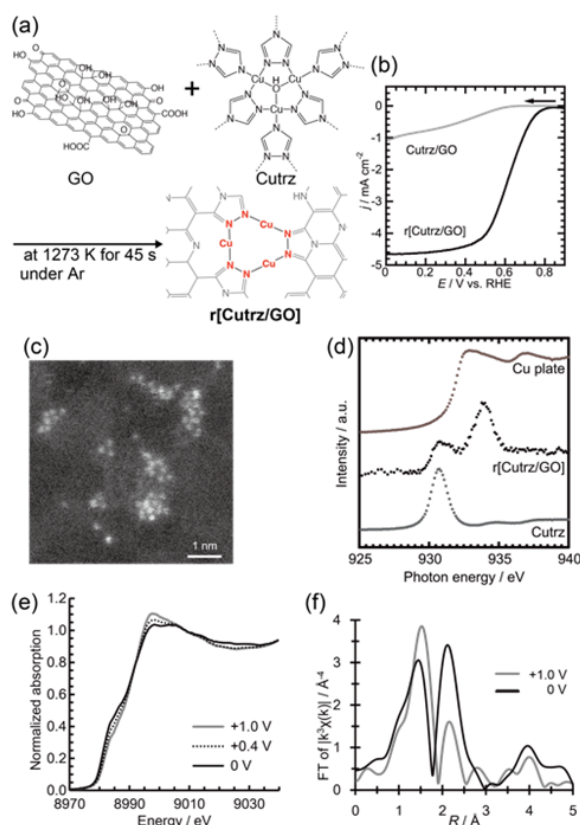 (a)
HO
O
HO
OH
OH
OH
O
O
COOH
COOH
HOOC
GO
+
N
N
N
N
N
N
Cu
H
O
Cu
Cu
N
N
N
N
Cutrz
at 1273 K for 45 s
under Ar
HN
N
N
Cu
N
Cu
N
N
N
N
N
Cu
r[Cutrz/GO]
(b)
0
-1
-2
-3
-4
-5
j / mA cm-2
Cutrz/GO
r[Cutrz/GO]
0 0.2 0.4 0.6 0.8
E / V vs. RHE
(c)
1 nm
(d)
Intensity / a.u.
Cu plate
r[Cutrz/GO]
Cutrz
925 930 935 940
Photon energy / eV
(e)
Normalized absorption
1.2
1.0
0.8
0.6
0.4
0.2
0.0
+1.0 V
+0.4 V
0 V
8970 8990 9010 9030
Energy / eV
(f)
FT of |k³χ(k)| / Å⁻⁴
4
3
2
1
0
+1.0 V
0 V
0 1 2 3 4 5
R / Å